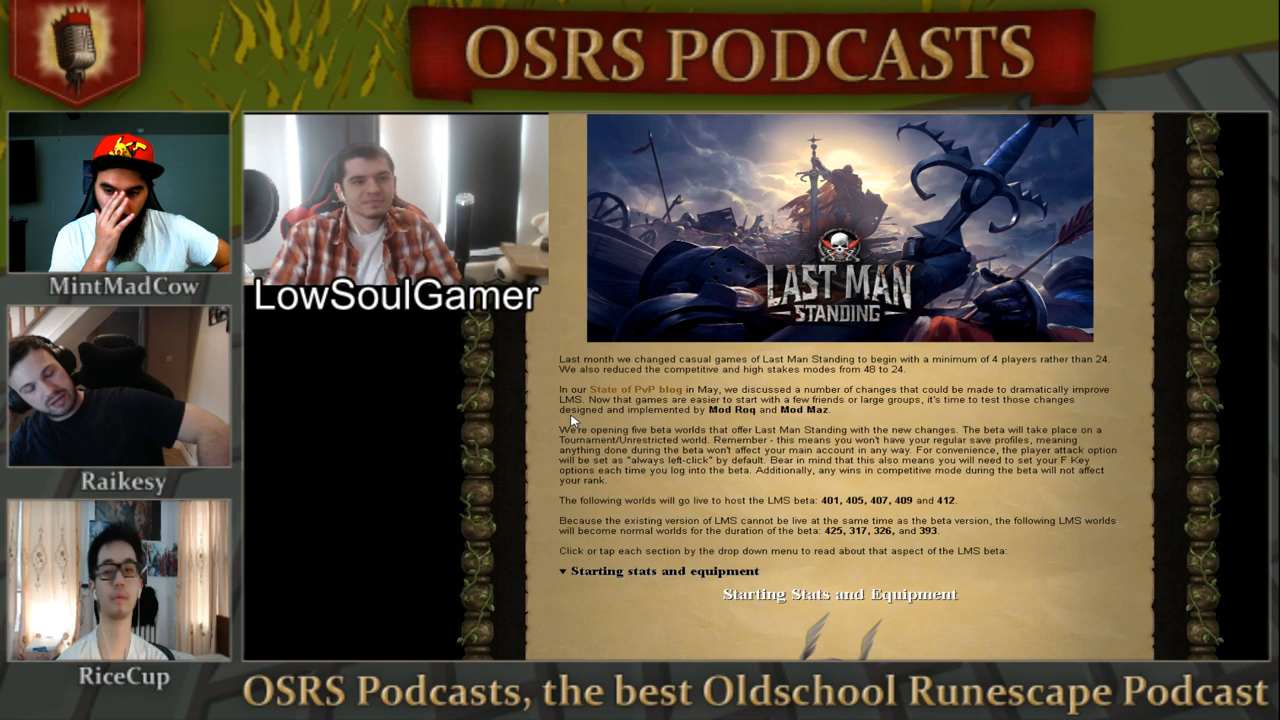 OSRS PODCASTS
MintMadCow
LowSoulGamer
Raikesy
RiceCup
LAST MAN
STANDING
Last month we changed casual games of Last Man Standing to begin with a minimum of 4 players rather than 24.
We also reduced the competitive and high stakes modes from 48 to 24.
In our State of PvP blog in May, we discussed a number of changes that could be made to dramatically improve
LMS. Now that games are easier to start with a few friends or large groups, it's time to test those changes
designed and implemented by Mod Roq and Mod Maz.
We're opening five beta worlds that offer Last Man Standing with the new changes. The beta will take place on a
Tournament/Unrestricted world. Remember - this means you won't have your regular save profiles, meaning
anything done during the beta won't affect your main account in any way. For convenience, the player attack option
will be set as "always left-click" by default. Bear in mind that this also means you will need to set your F Key
options each time you log into the beta. Additionally, any wins in competitive mode during the beta will not affect
your rank.
The following worlds will go live to host the LMS beta: 401, 405, 407, 409 and 412.
Because the existing version of LMS cannot be live at the same time as the beta version, the following LMS worlds
will become normal worlds for the duration of the beta: 425, 317, 326, and 393.
Click or tap each section by the drop down menu to read about that aspect of the LMS beta:
▼ Starting stats and equipment
Starting Stats and Equipment
OSRS Podcasts, the best Oldschool Runescape Podcast